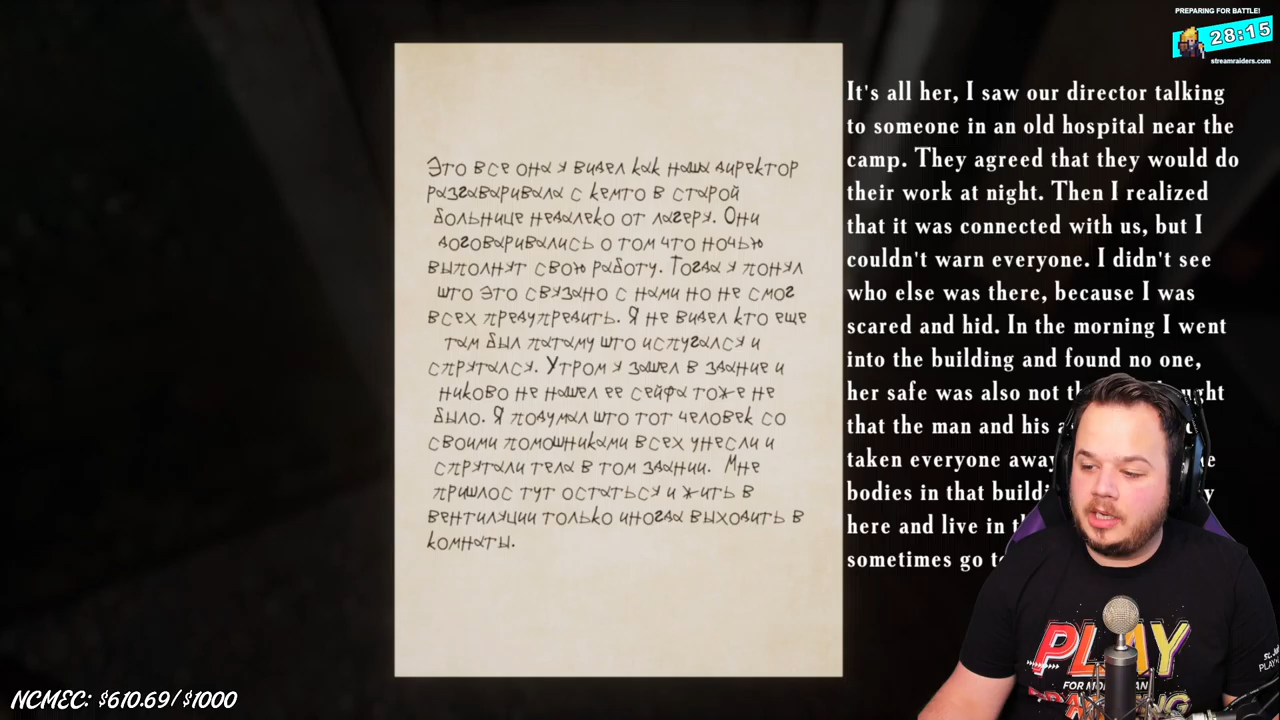 PREPARING FOR BATTLE!
28:15
streamraiders.com
Это все она я видел как наша директор
разгаваривала с кемто в старой
больнице недалеко от лагеря. Они
договаривались о том что ночью
выполнят свою работу. Тогда я понял
што это связано с нами но не смог
всех предупредить. Я не видел кто еще
там был патаму што испугался и
спрятался. Утром я зашел в здание и
никово не нашел ее сейфа тоже не
было. Я подумал што тот человек со
своими помошниками всех унесли и
спрятали тела в том здании. Мне
пришлос тут остаться и жить в
вентиляции только иногда выходить в
комнаты.
It's all her, I saw our director talking
to someone in an old hospital near the
camp. They agreed that they would do
their work at night. Then I realized
that it was connected with us, but I
couldn't warn everyone. I didn't see
who else was there, because I was
scared and hid. In the morning I went
into the building and found no one,
her safe was also not
that the man and his
taken everyone away
bodies in that
here and live in
sometimes go
PLAY
FOR MORE
NCMEC: $610.69/$1000